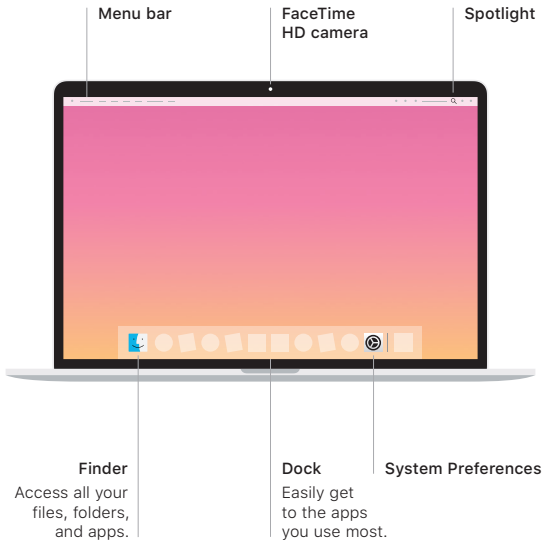 Menu bar
FaceTime
HD camera
Spotlight
Finder
Access all your
files, folders,
and apps.
Dock
Easily get
to the apps
you use most.
System Preferences